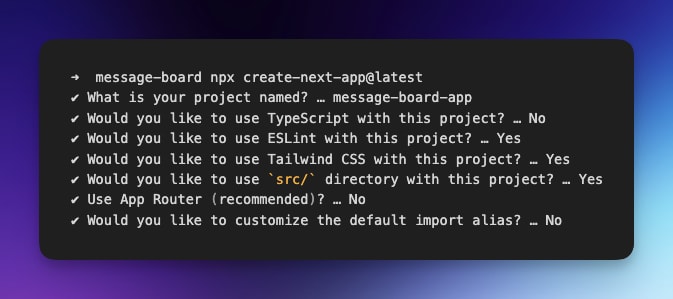 ➜ message-board npx create-next-app@latest
✔ What is your project named? … message-board-app
✔ Would you like to use TypeScript with this project? … No
✔ Would you like to use ESLint with this project? … Yes
✔ Would you like to use Tailwind CSS with this project? … Yes
✔ Would you like to use `src/` directory with this project? … Yes
✔ Use App Router (recommended)? … No
✔ Would you like to customize the default import alias? … No